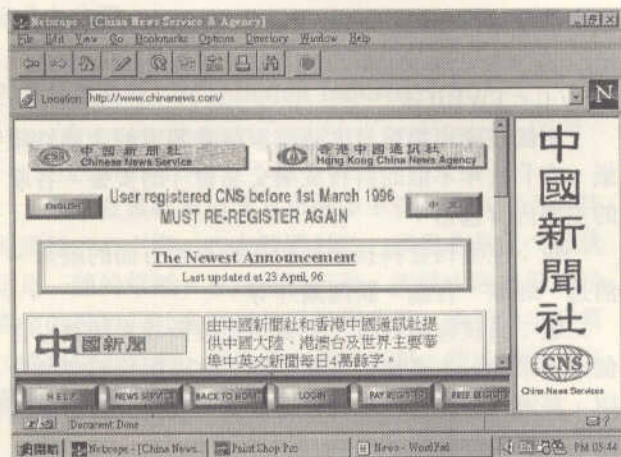 Netscape - [China News Service & Agency]
File Edit View Go Bookmarks Options Directory Window Help
Location: http://www.chinanews.com/
N
CNS 中國新聞社
Chinese News Service
香港中國通訊社
Hong Kong China News Agency
ENGLISH
User registered CNS before 1st March 1996
MUST RE-REGISTER AGAIN
中 文
The Newest Announcement
Last updated at 23 April, 96
中國新聞
由中國新聞社和香港中國通訊社提
供中國大陸、港澳台及世界主要華
埠中英文新聞每日4萬餘字。
中國新聞社
CNS
China News Services
HELP
NEWS SERVICE
BACK TO HOME
LOGIN
PAY REGISTER
FREE REGISTER
Document: Done
開始
Netscape - [China News...
Paint Shop Pro
News - WordPad
En
PM 05:44